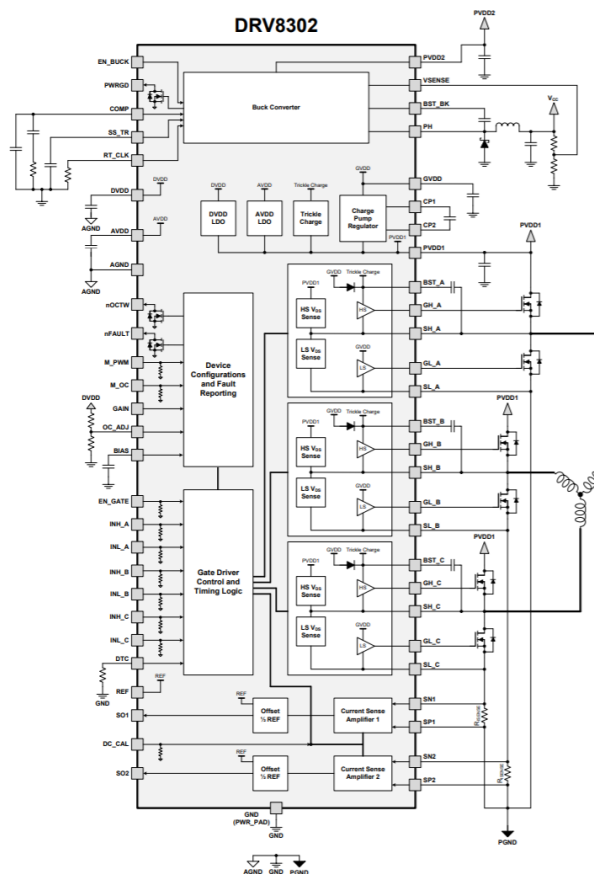 DRV8302
PVDD2
EN_BUCK
PVDD2
PWRGD
VSENSE
VCC
Buck Converter
COMP
BST_BK
SS_TR
PH
RT_CLK
GVDD
GVDD
DVDD
DVDD
DVDD
AVDD
Trickle Charge
CP1
AGND
DVDD LDO
AVDD LDO
Trickle Charge
Charge Pump Regulator
CP2
AVDD
AVDD
PVDD1
PVDD1
PVDD1
AGND
AGND
GVDD
Trickle Charge
BST_A
PVDD1
nOCTW
HS VDS Sense
HS
GH_A
nFAULT
SH_A
M_PWM
Device Configurations and Fault Reporting
LS VDS Sense
GVDD
LS
GL_A
M_OC
SL_A
DVDD
GAIN
PVDD1
OC_ADJ
GVDD
Trickle Charge
BST_B
PVDD1
BIAS
HS VDS Sense
HS
GH_B
SH_B
LS VDS Sense
GVDD
LS
GL_B
EN_GATE
SL_B
INH_A
PVDD1
INL_A
GVDD
Trickle Charge
BST_C
PVDD1
INH_B
Gate Driver Control and Timing Logic
HS VDS Sense
HS
GH_C
INL_B
SH_C
INH_C
LS VDS Sense
GVDD
LS
GL_C
INL_C
SL_C
DTC
GND
REF
REF
REF
SN1
SO1
Offset ½ REF
Current Sense Amplifier 1
SP1
RISENSE
DC_CAL
REF
SN2
SO2
Offset ½ REF
Current Sense Amplifier 2
SP2
RISENSE
GND
(PWR_PAD)
GND
PGND
AGND
GND
PGND